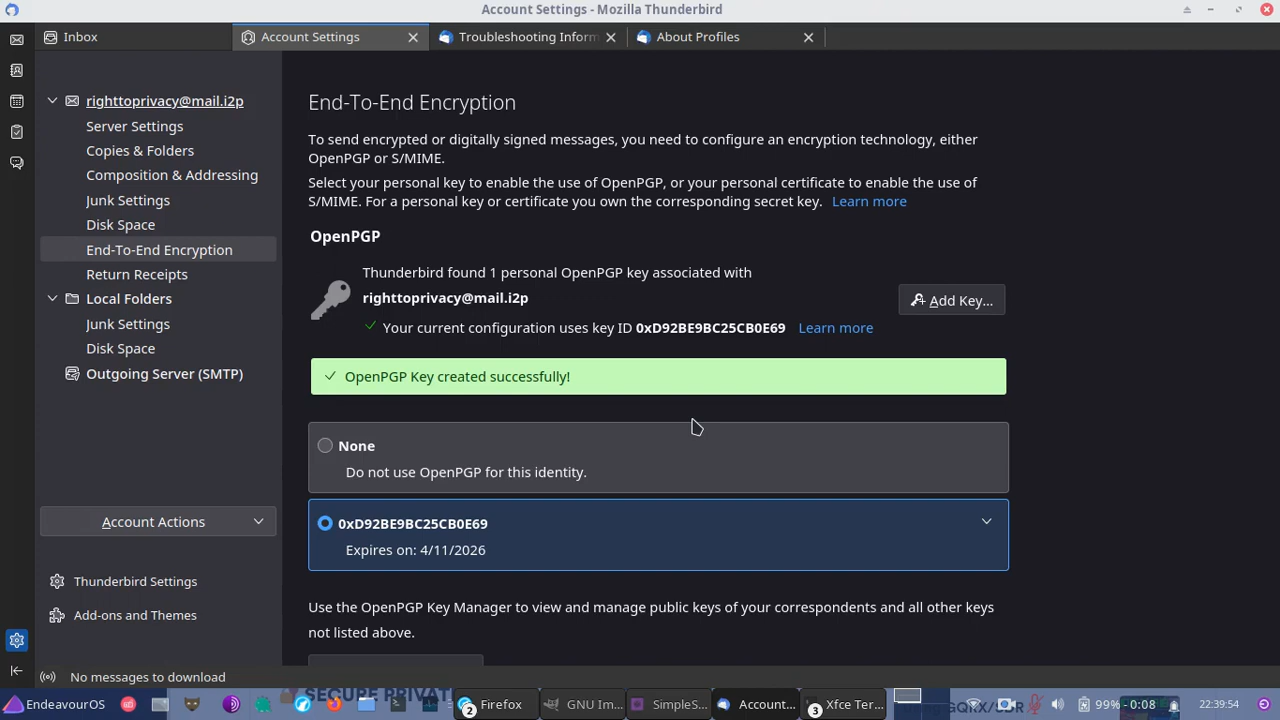 Account Settings - Mozilla Thunderbird
Inbox
Account Settings
Troubleshooting Inform
About Profiles
righttoprivacy@mail.i2p
Server Settings
Copies & Folders
Composition & Addressing
Junk Settings
Disk Space
End-To-End Encryption
Return Receipts
Local Folders
Junk Settings
Disk Space
Outgoing Server (SMTP)
Account Actions
Thunderbird Settings
Add-ons and Themes
End-To-End Encryption
To send encrypted or digitally signed messages, you need to configure an encryption technology, either
OpenPGP or S/MIME.
Select your personal key to enable the use of OpenPGP, or your personal certificate to enable the use of
S/MIME. For a personal key or certificate you own the corresponding secret key. Learn more
OpenPGP
Thunderbird found 1 personal OpenPGP key associated with
righttoprivacy@mail.i2p
Add Key...
Your current configuration uses key ID 0xD92BE9BC25CB0E69 Learn more
OpenPGP Key created successfully!
None
Do not use OpenPGP for this identity.
0xD92BE9BC25CB0E69
Expires on: 4/11/2026
Use the OpenPGP Key Manager to view and manage public keys of your correspondents and all other keys
not listed above.
No messages to download
EndeavourOS
SECURE PRIVAT
2 Firefox
GNU Im...
SimpleS...
Account...
3 Xfce Ter...
99% -0:08
22:39:54